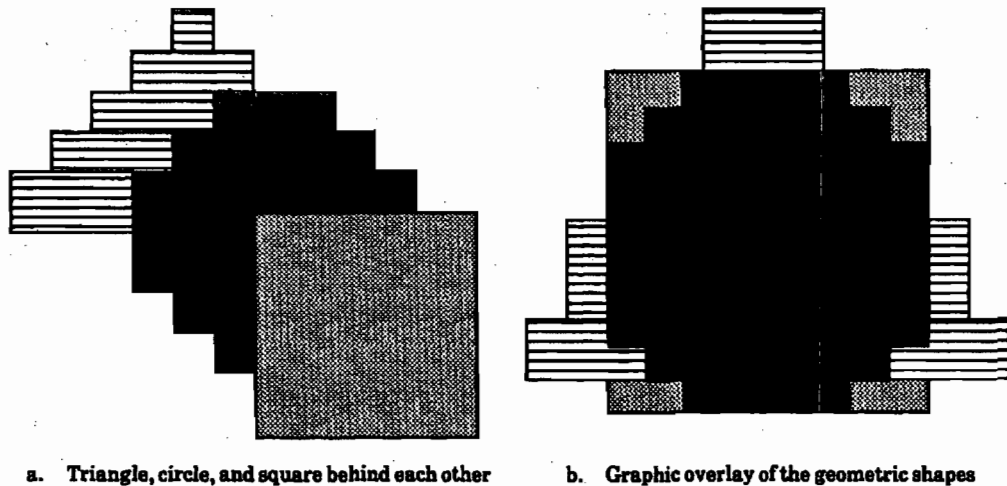 a. Triangle, circle, and square behind each other
b. Graphic overlay of the geometric shapes